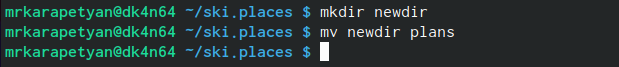 mrkarapetyan@dk4n64 ~/ski.places $ mkdir newdir
mrkarapetyan@dk4n64 ~/ski.places $ mv newdir plans
mrkarapetyan@dk4n64 ~/ski.places $